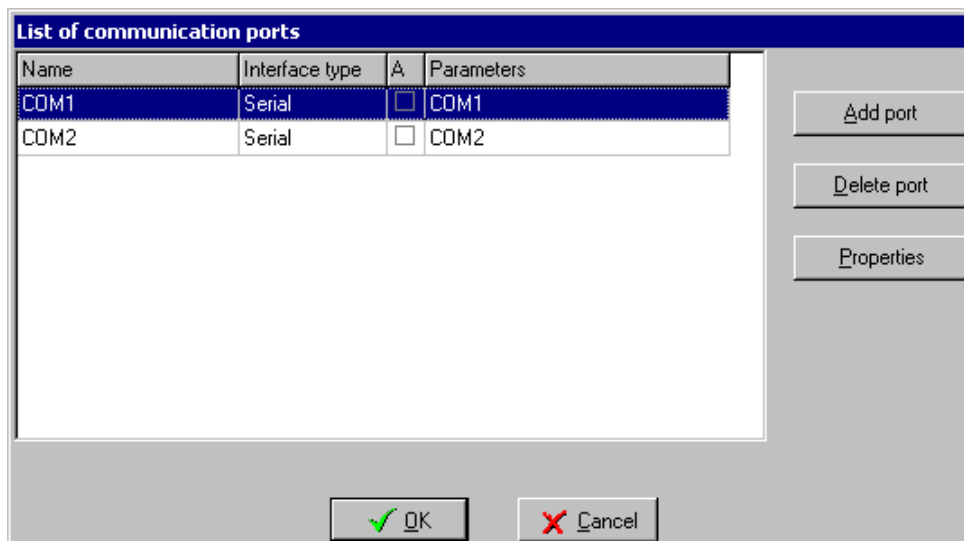 List of communication ports
Name Interface type A Parameters
COM1 Serial COM1
COM2 Serial COM2
Add port
Delete port
Properties
OK Cancel